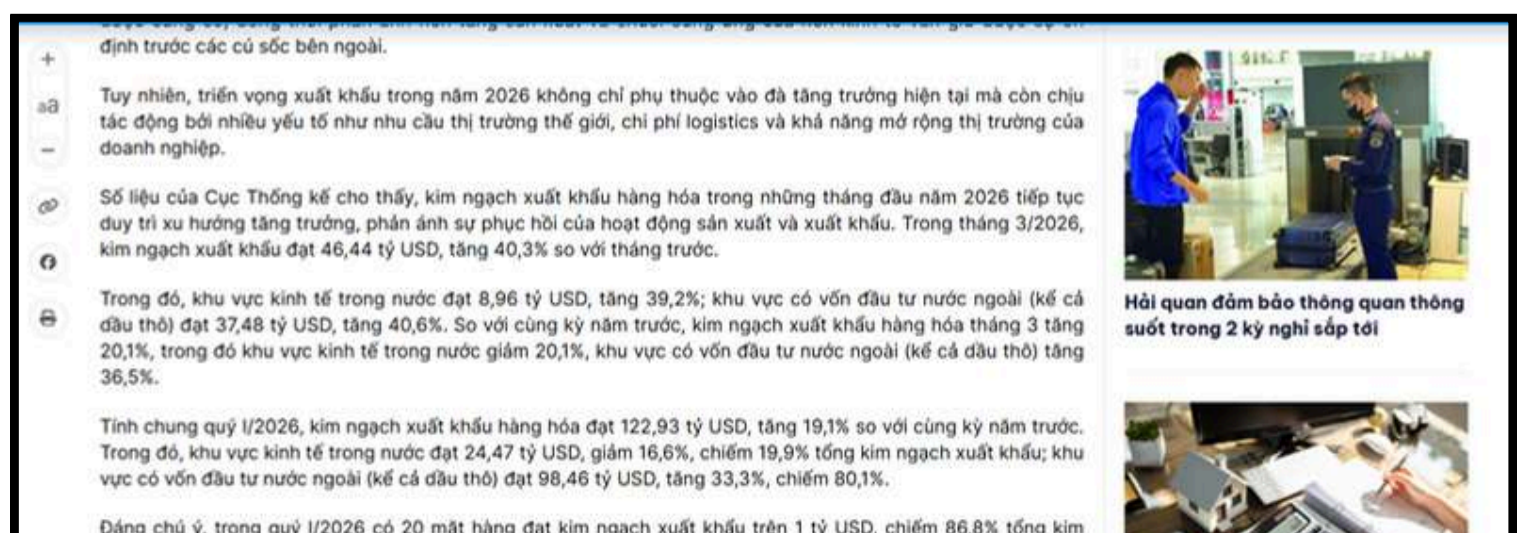 định trước các cú sốc bên ngoài.
Tuy nhiên, triển vọng xuất khẩu trong năm 2026 không chỉ phụ thuộc vào đà tăng trưởng hiện tại mà còn chịu
tác động bởi nhiều yếu tố như nhu cầu thị trường thế giới, chi phí logistics và khả năng mở rộng thị trường của
doanh nghiệp.
Số liệu của Cục Thống kê cho thấy, kim ngạch xuất khẩu hàng hóa trong những tháng đầu năm 2026 tiếp tục
duy trì xu hướng tăng trưởng, phản ánh sự phục hồi của hoạt động sản xuất và xuất khẩu. Trong tháng 3/2026,
kim ngạch xuất khẩu đạt 46,44 tỷ USD, tăng 40,3% so với tháng trước.
Trong đó, khu vực kinh tế trong nước đạt 8,96 tỷ USD, tăng 39,2%; khu vực có vốn đầu tư nước ngoài (kể cả
dầu thô) đạt 37,48 tỷ USD, tăng 40,6%. So với cùng kỳ năm trước, kim ngạch xuất khẩu hàng hóa tháng 3 tăng
20,1%, trong đó khu vực kinh tế trong nước giảm 20,1%, khu vực có vốn đầu tư nước ngoài (kể cả dầu thô) tăng
36,5%.
Tính chung quý I/2026, kim ngạch xuất khẩu hàng hóa đạt 122,93 tỷ USD, tăng 19,1% so với cùng kỳ năm trước.
Trong đó, khu vực kinh tế trong nước đạt 24,47 tỷ USD, giảm 16,6%, chiếm 19,9% tổng kim ngạch xuất khẩu; khu
vực có vốn đầu tư nước ngoài (kể cả dầu thô) đạt 98,46 tỷ USD, tăng 33,3%, chiếm 80,1%.
Đáng chú ý, trong quý I/2026 có 20 mặt hàng đạt kim ngạch xuất khẩu trên 1 tỷ USD, chiếm 86,8% tổng kim
aa
Hải quan đảm bảo thông quan thông
suốt trong 2 kỳ nghỉ sắp tới